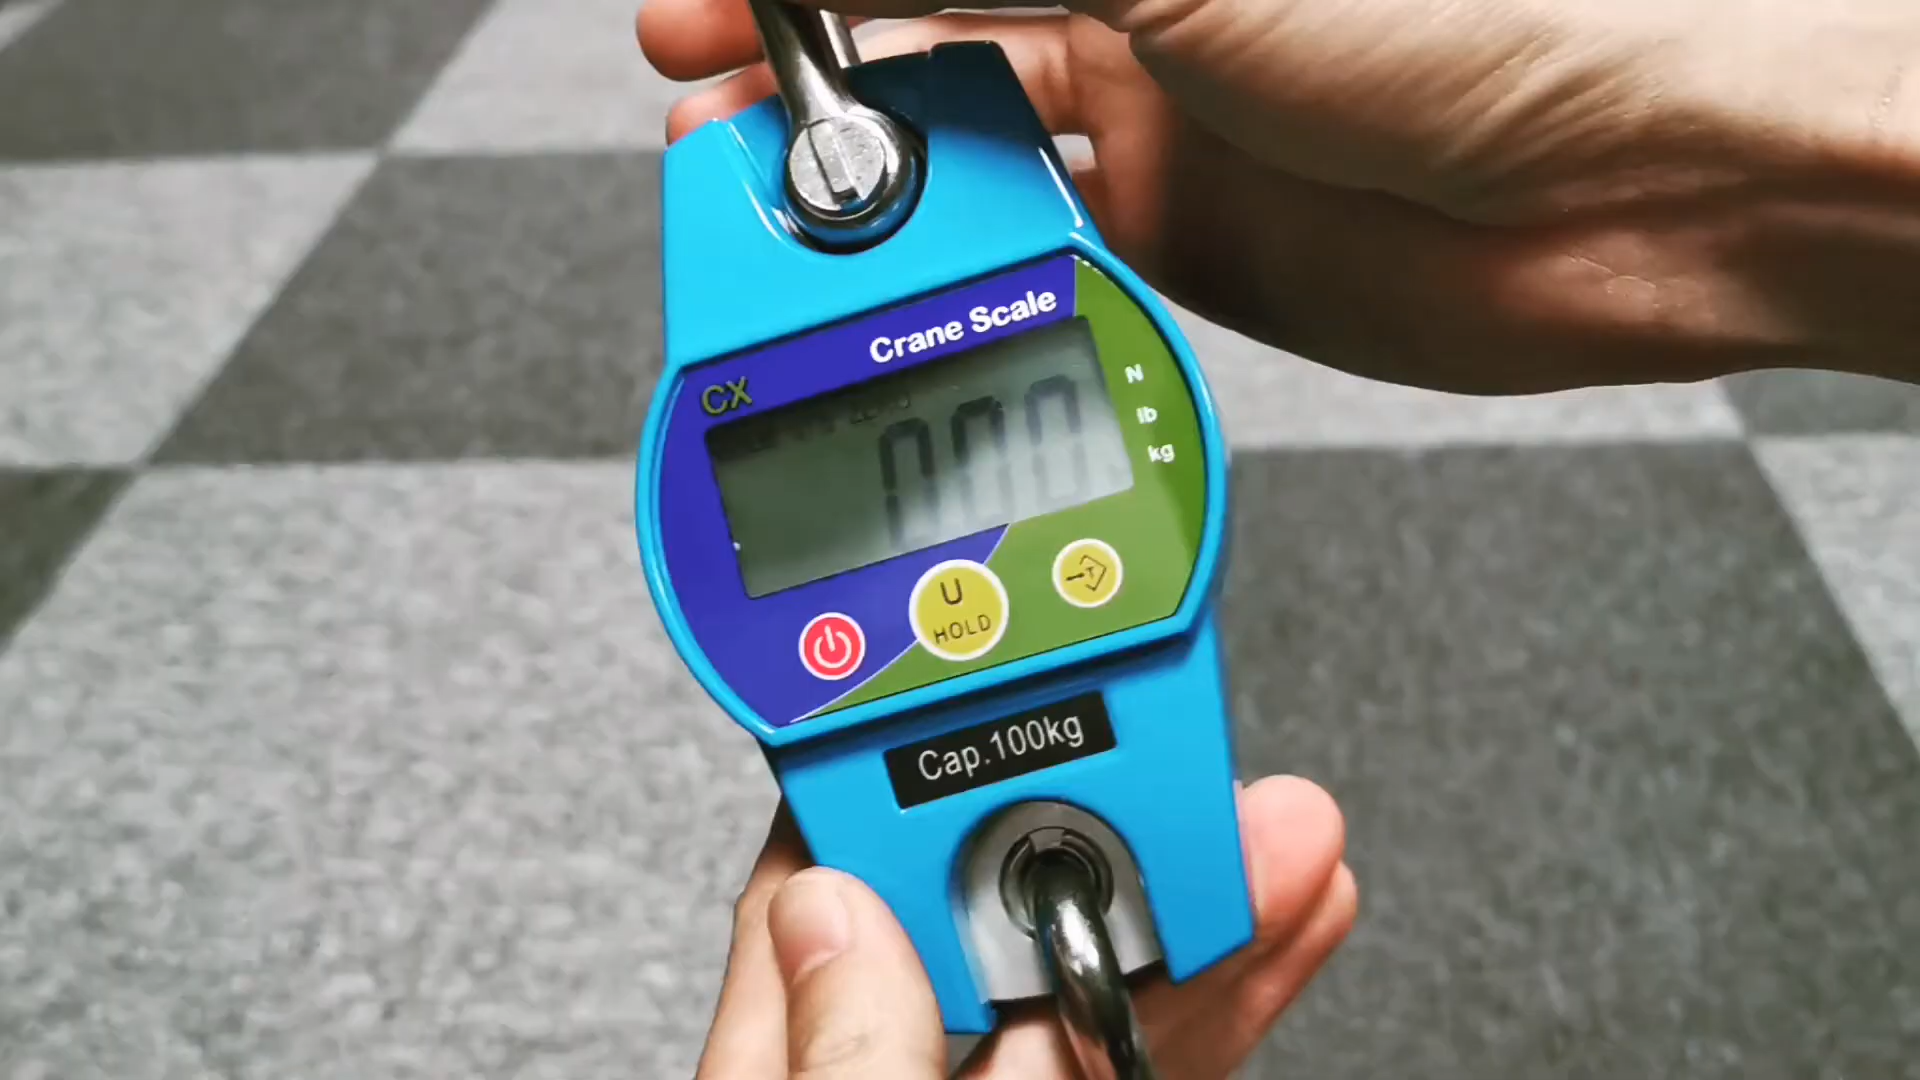 Crane Scale
CX
0.00
N
lb
kg
U
HOLD
T
Cap.100kg